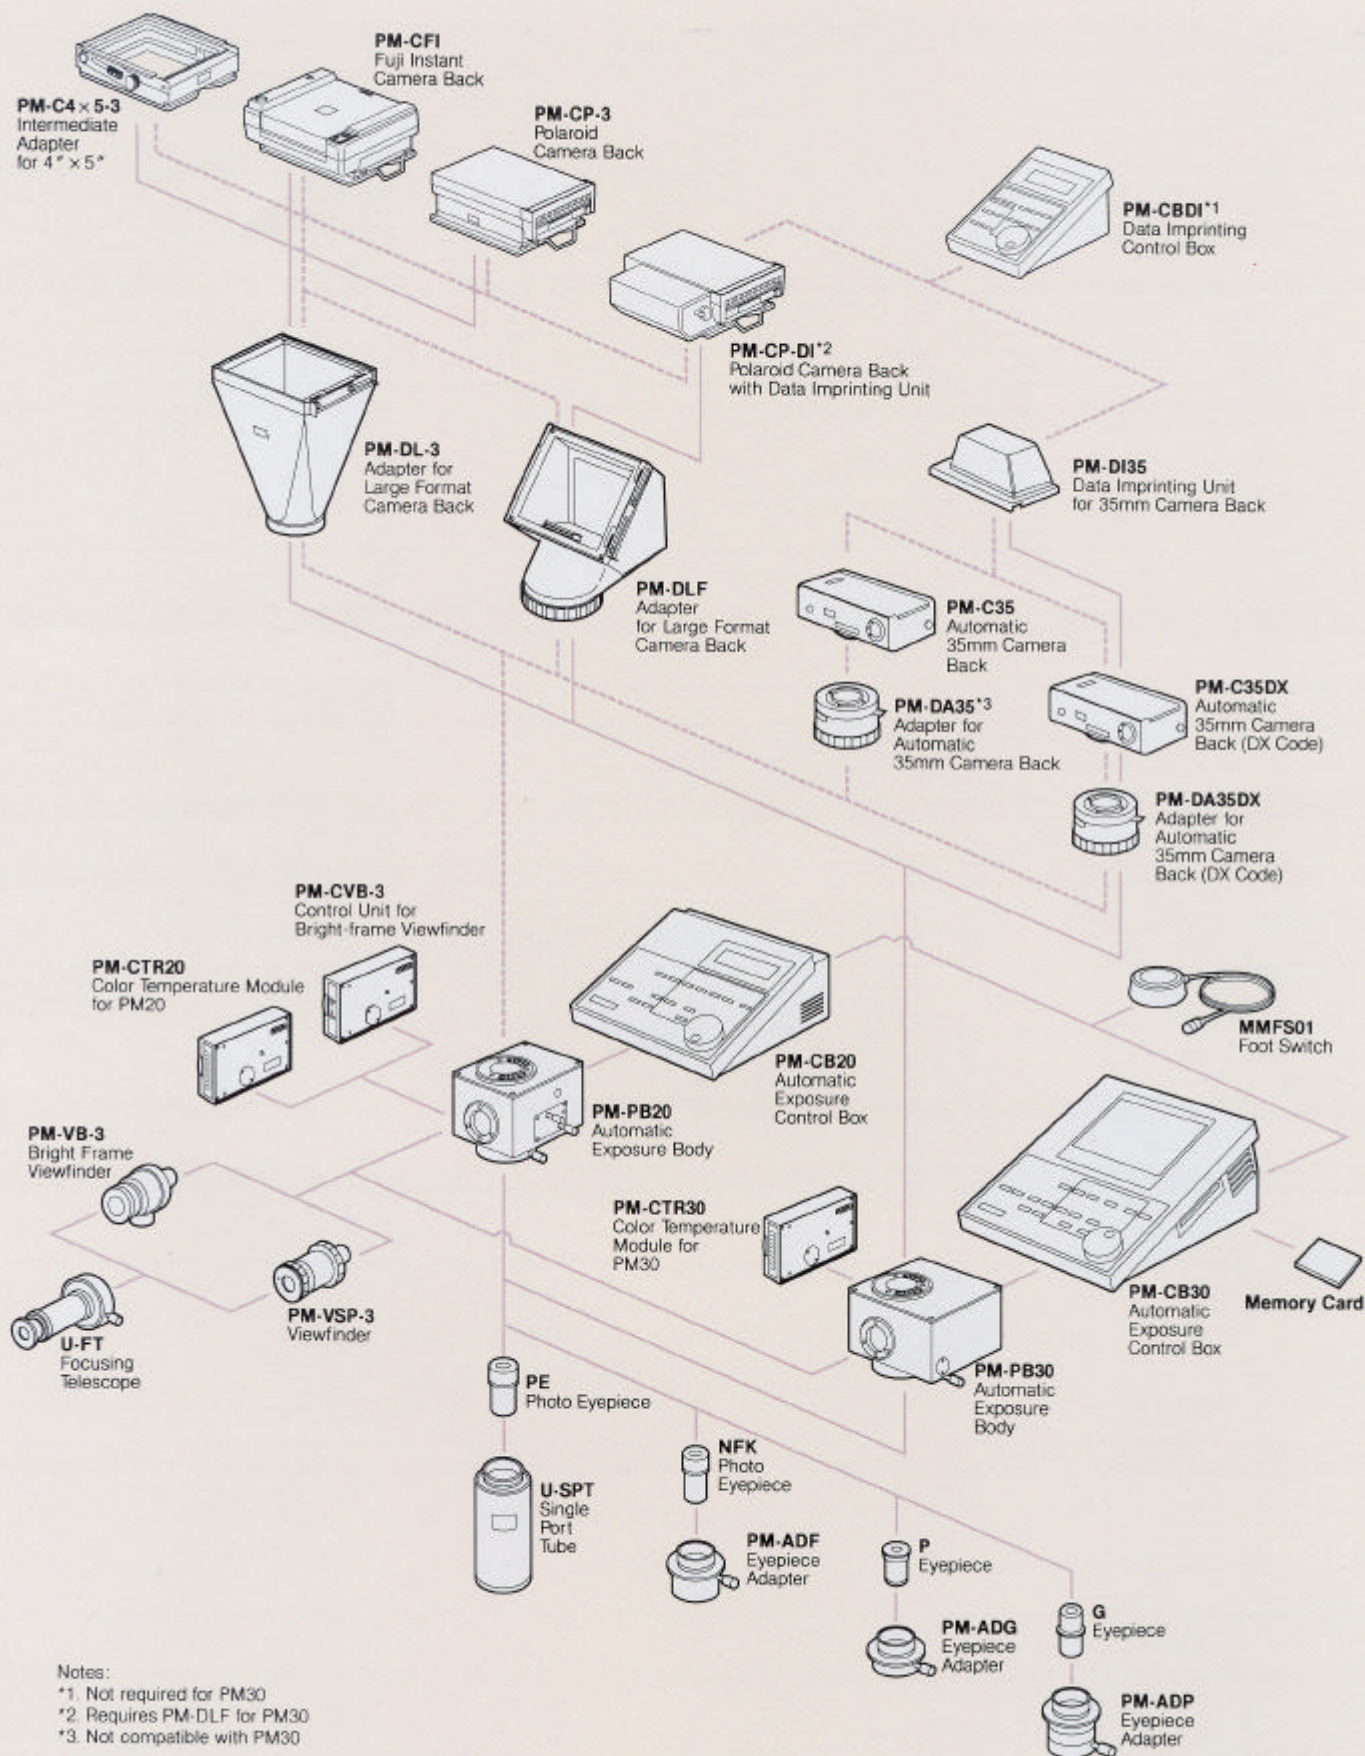 PM-CFI
Fuji Instant
Camera Back
PM-C4×5-3
Intermediate
Adapter
for 4"×5"
PM-CP-3
Polaroid
Camera Back
PM-CBDI*1
Data Imprinting
Control Box
PM-CP-DI*2
Polaroid Camera Back
with Data Imprinting Unit
PM-DL-3
Adapter for
Large Format
Camera Back
PM-DI35
Data Imprinting Unit
for 35mm Camera Back
PM-DLF
Adapter
for Large Format
Camera Back
PM-C35
Automatic
35mm Camera
Back
PM-C35DX
Automatic
35mm Camera
Back (DX Code)
PM-DA35*3
Adapter for
Automatic
35mm Camera Back
PM-DA35DX
Adapter for
Automatic
35mm Camera
Back (DX Code)
PM-CVB-3
Control Unit for
Bright-frame Viewfinder
PM-CTR20
Color Temperature Module
for PM20
MMFS01
Foot Switch
PM-CB20
Automatic
Exposure
Control Box
PM-PB20
Automatic
Exposure Body
PM-VB-3
Bright Frame
Viewfinder
PM-CTR30
Color Temperature
Module for
PM30
PM-CB30
Automatic
Exposure
Control Box
Memory Card
PM-VSP-3
Viewfinder
U-FT
Focusing
Telescope
PM-PB30
Automatic
Exposure
Body
PE
Photo Eyepiece
NFK
Photo
Eyepiece
U-SPT
Single
Port
Tube
PM-ADF
Eyepiece
Adapter
P
Eyepiece
G
Eyepiece
PM-ADG
Eyepiece
Adapter
PM-ADP
Eyepiece
Adapter
Notes:
*1. Not required for PM30
*2. Requires PM-DLF for PM30
*3. Not compatible with PM30